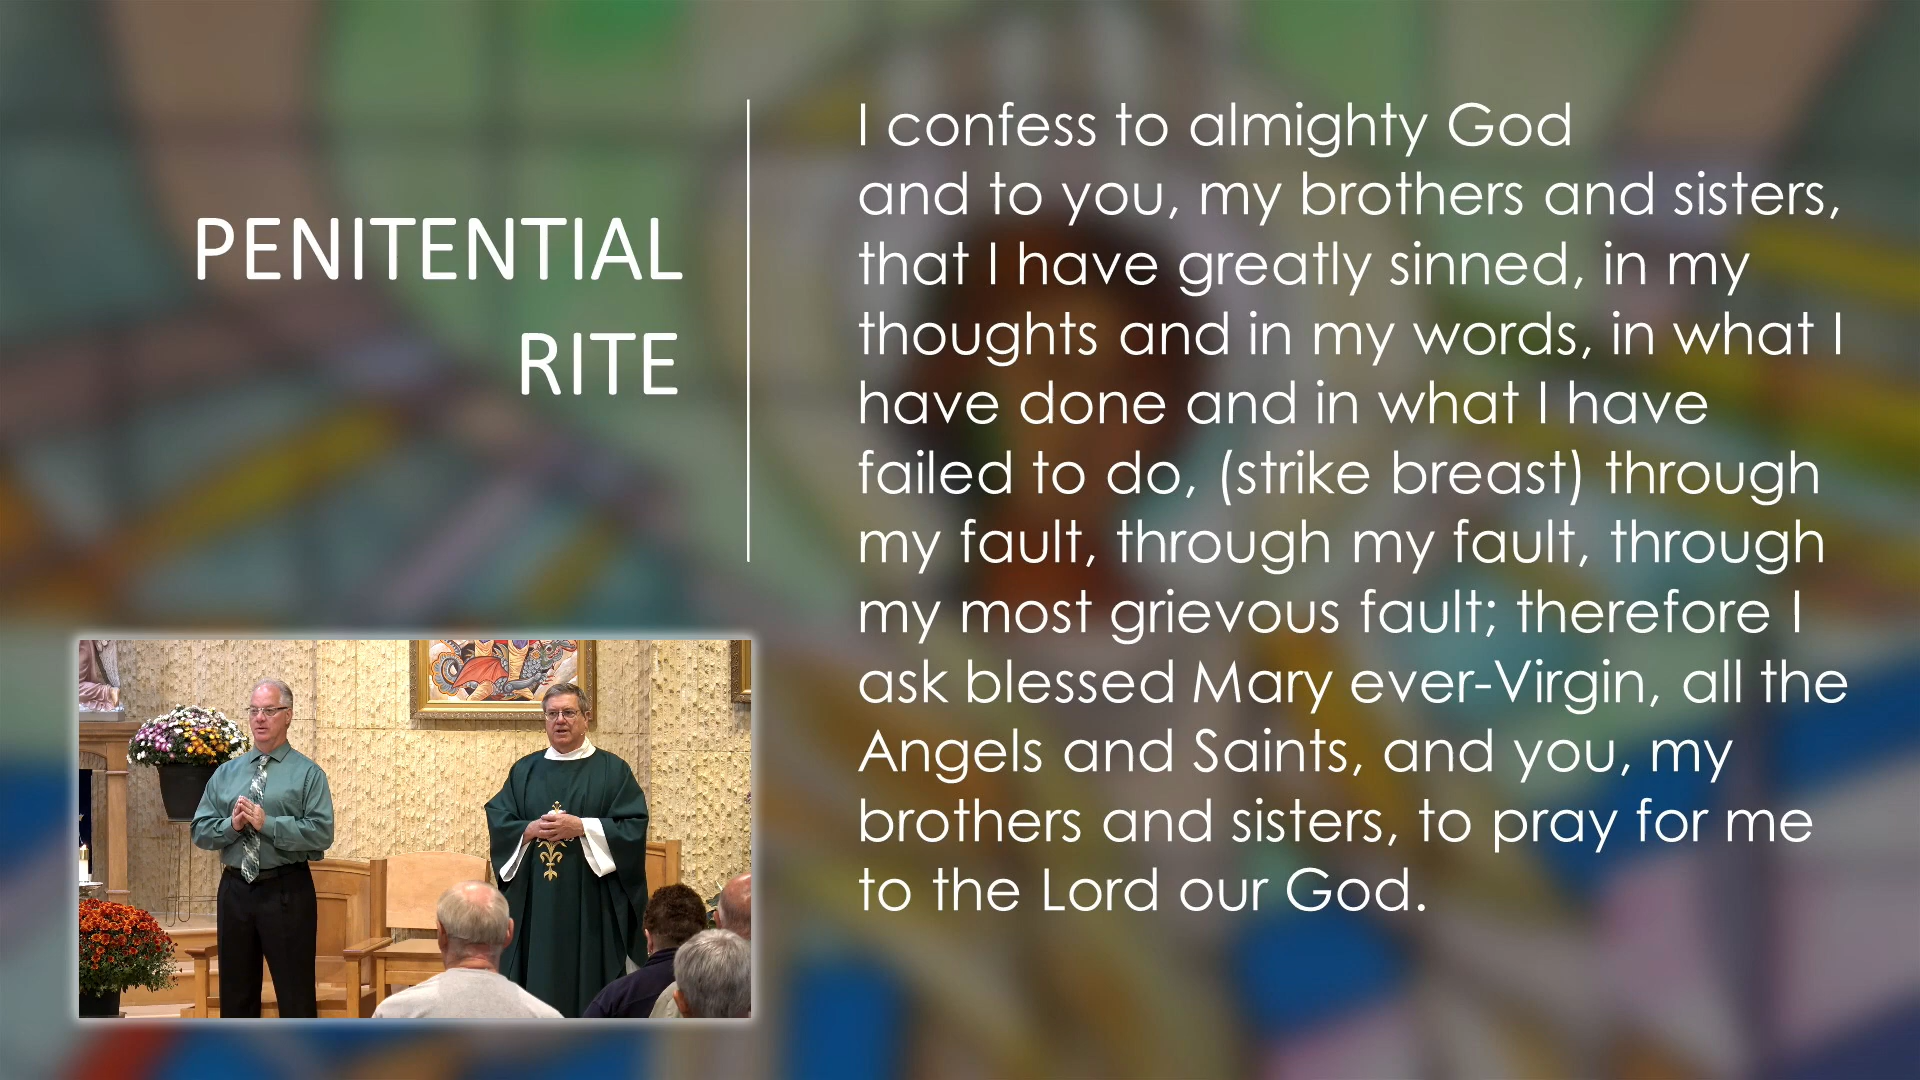 PENITENTIAL
RITE
I confess to almighty God
and to you, my brothers and sisters,
that I have greatly sinned, in my
thoughts and in my words, in what I
have done and in what I have
failed to do, (strike breast) through
my fault, through my fault, through
my most grievous fault; therefore I
ask blessed Mary ever-Virgin, all the
Angels and Saints, and you, my
brothers and sisters, to pray for me
to the Lord our God.